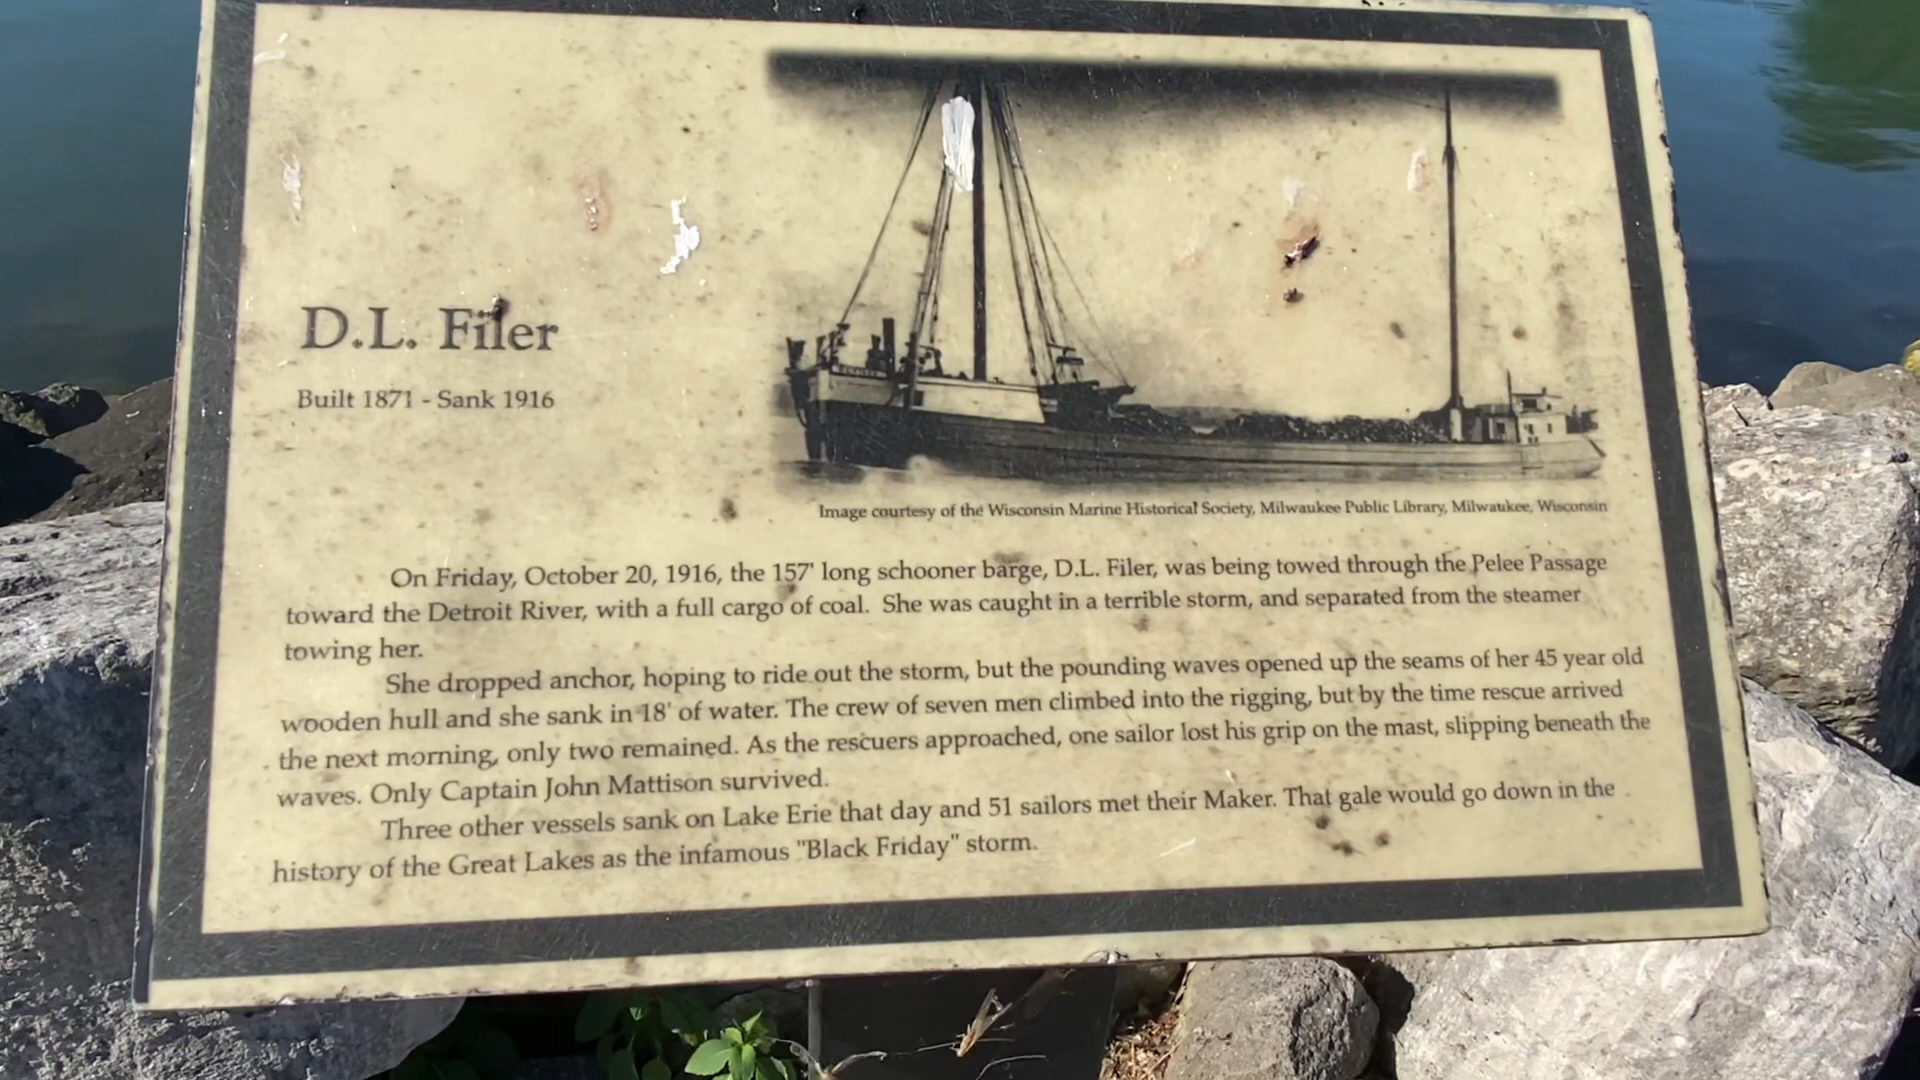 D.L. Filer
Built 1871 - Sank 1916
Image courtesy of the Wisconsin Marine Historical Society, Milwaukee Public Library, Milwaukee, Wisconsin
On Friday, October 20, 1916, the 157' long schooner barge, D.L. Filer, was being towed through the Pelee Passage
toward the Detroit River, with a full cargo of coal. She was caught in a terrible storm, and separated from the steamer
towing her.
She dropped anchor, hoping to ride out the storm, but the pounding waves opened up the seams of her 45 year old
wooden hull and she sank in 18' of water. The crew of seven men climbed into the rigging, but by the time rescue arrived
the next morning, only two remained. As the rescuers approached, one sailor lost his grip on the mast, slipping beneath the
waves. Only Captain John Mattison survived.
Three other vessels sank on Lake Erie that day and 51 sailors met their Maker. That gale would go down in the
history of the Great Lakes as the infamous "Black Friday" storm.